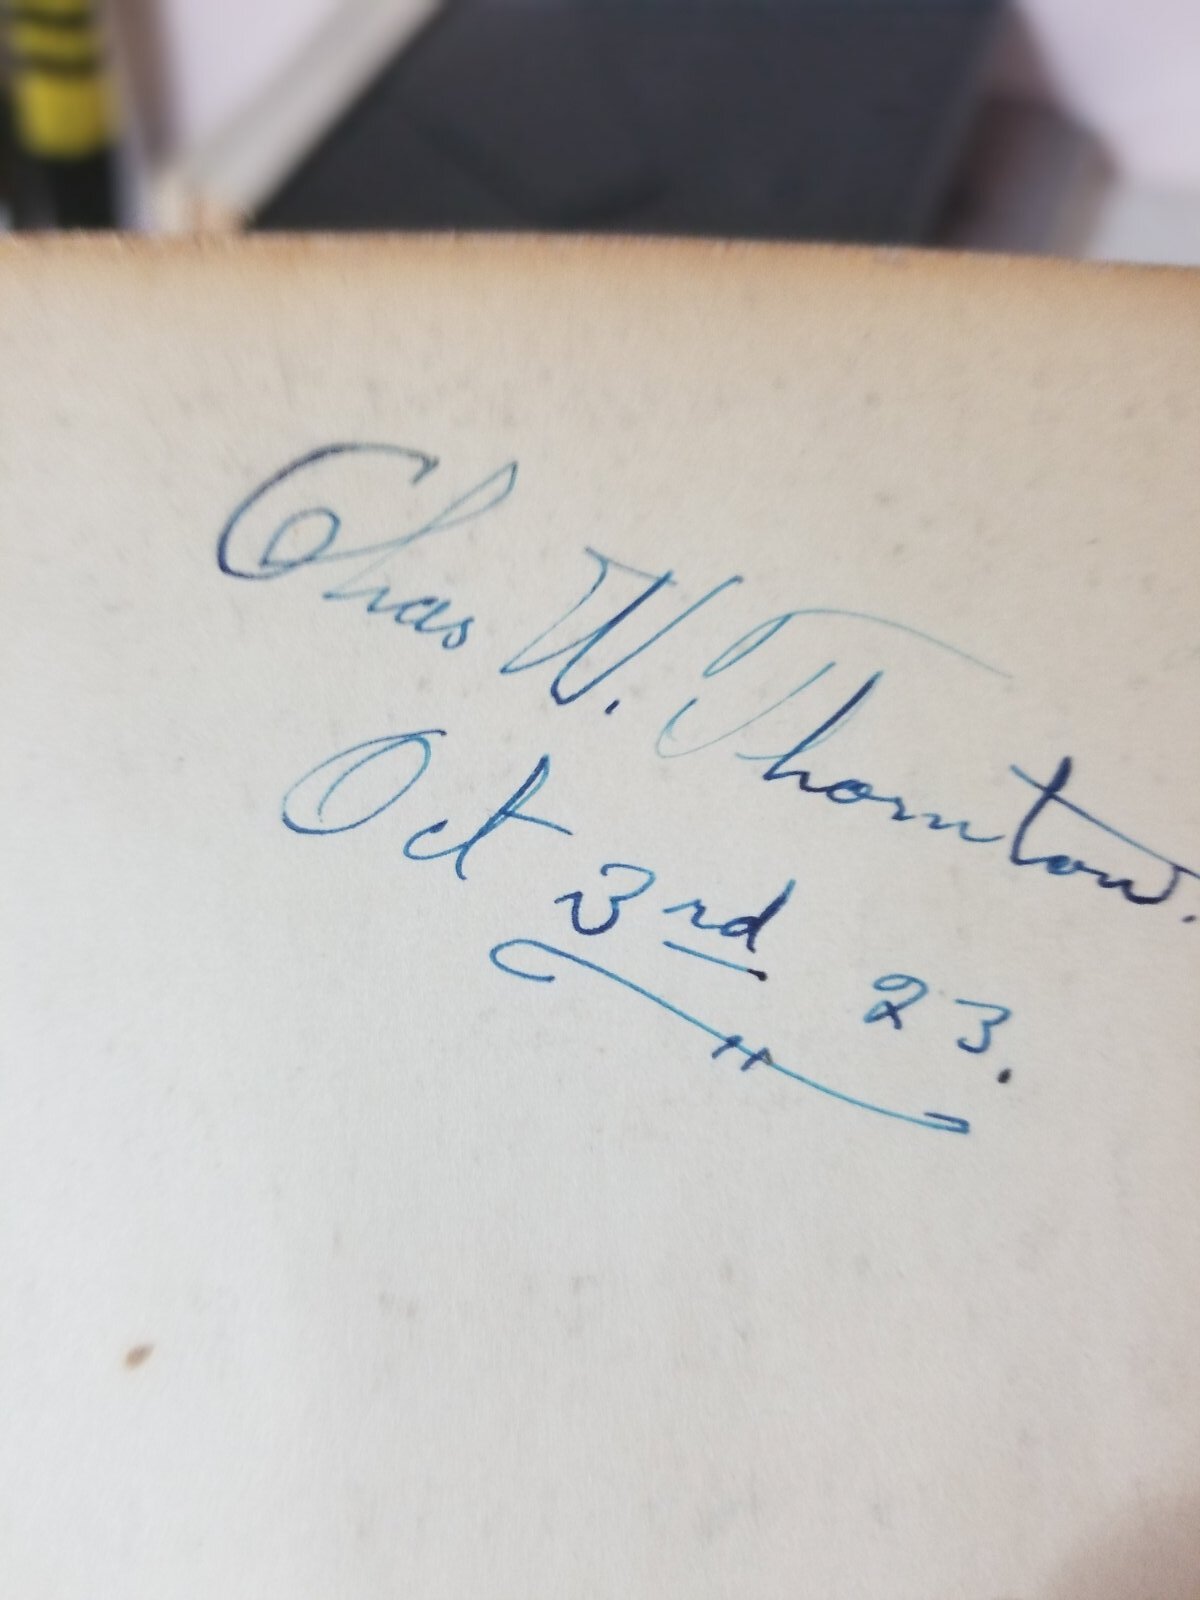 Chas W. Thornton.
Oct 3rd 23.